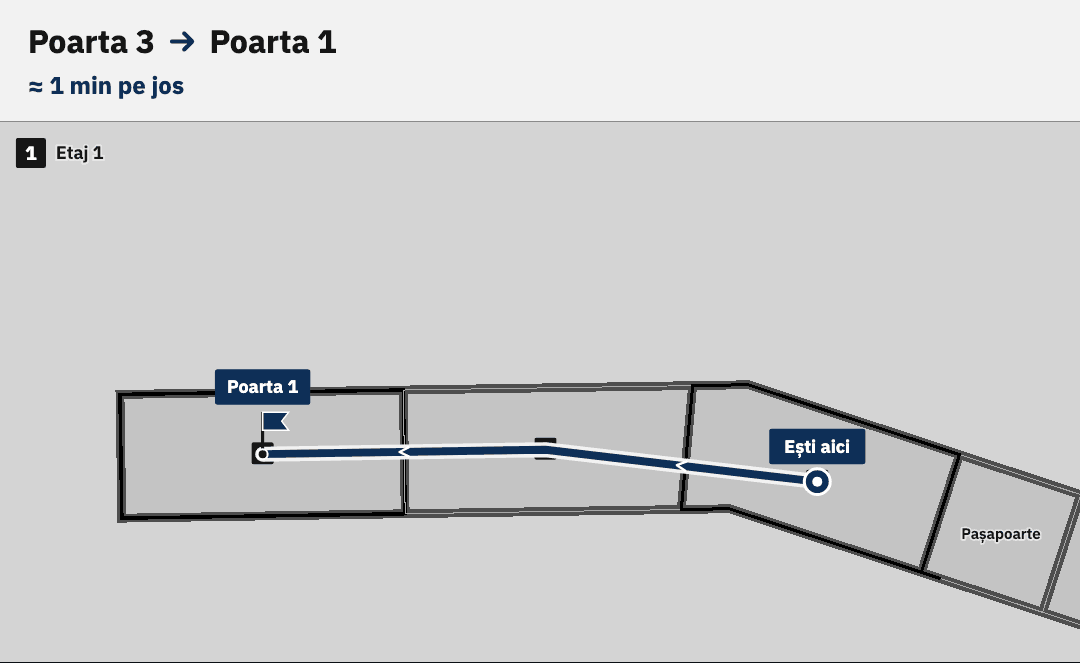 Poarta 3 → Poarta 1
≈ 1 min pe jos
1 Etaj 1
Poarta 1
Ești aici
Pașapoarte